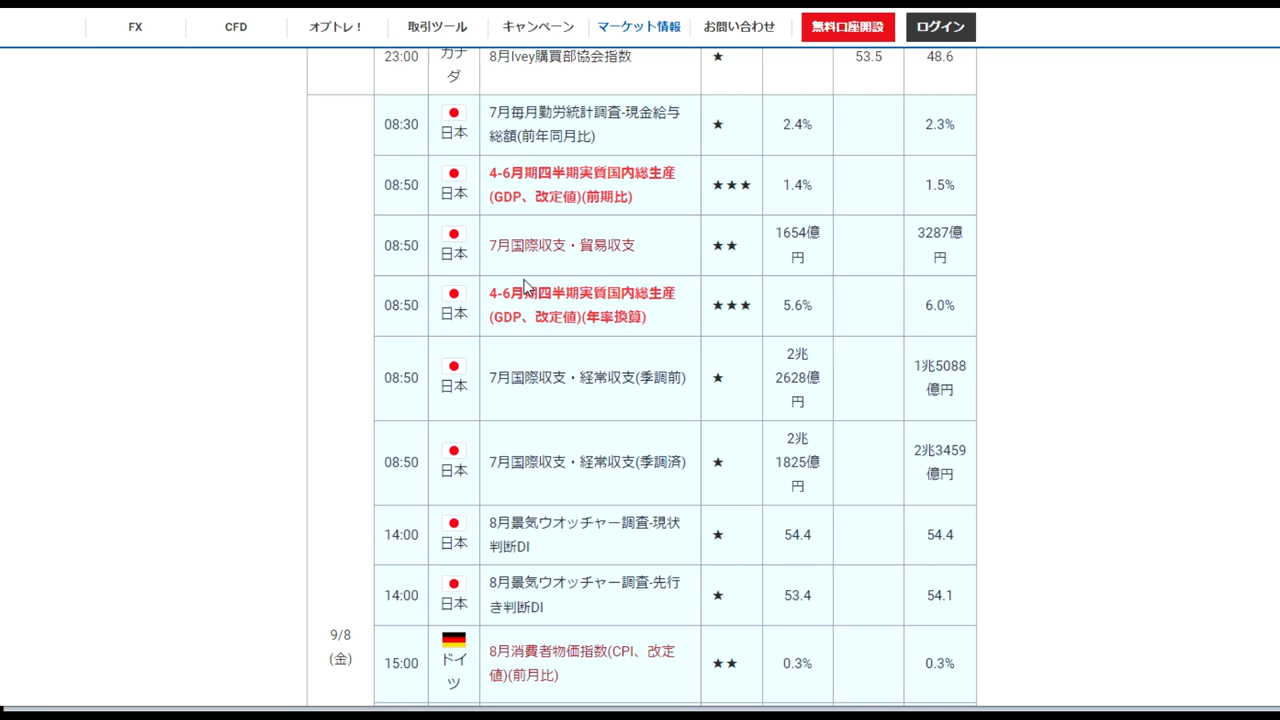 FX CFD オプトレ！ 取引ツール キャンペーン マーケット情報 お問い合わせ 無料口座開設 ログイン
23:00 カナダ 8月Ivey購買部協会指数 ★ 53.5 48.6
08:30 日本 7月毎月勤労統計調査-現金給与
総額(前年同月比) ★ 2.4% 2.3%
08:50 日本 4-6月期四半期実質国内総生産
(GDP、改定値)(前期比) ★★★ 1.4% 1.5%
08:50 日本 7月国際収支・貿易収支 ★★ 1654億
円 3287億
円
08:50 日本 4-6月期四半期実質国内総生産
(GDP、改定値)(年率換算) ★★★ 5.6% 6.0%
08:50 日本 7月国際収支・経常収支(季調前) ★ 2兆
2628億
円 1兆5088
億円
08:50 日本 7月国際収支・経常収支(季調済) ★ 2兆
1825億
円 2兆3459
億円
14:00 日本 8月景気ウオッチャー調査-現状
判断DI ★ 54.4 54.4
14:00 日本 8月景気ウオッチャー調査-先行
き判断DI ★ 53.4 54.1
9/8
(金)
15:00 ドイ
ツ 8月消費者物価指数(CPI、改定
値)(前月比) ★★ 0.3% 0.3%